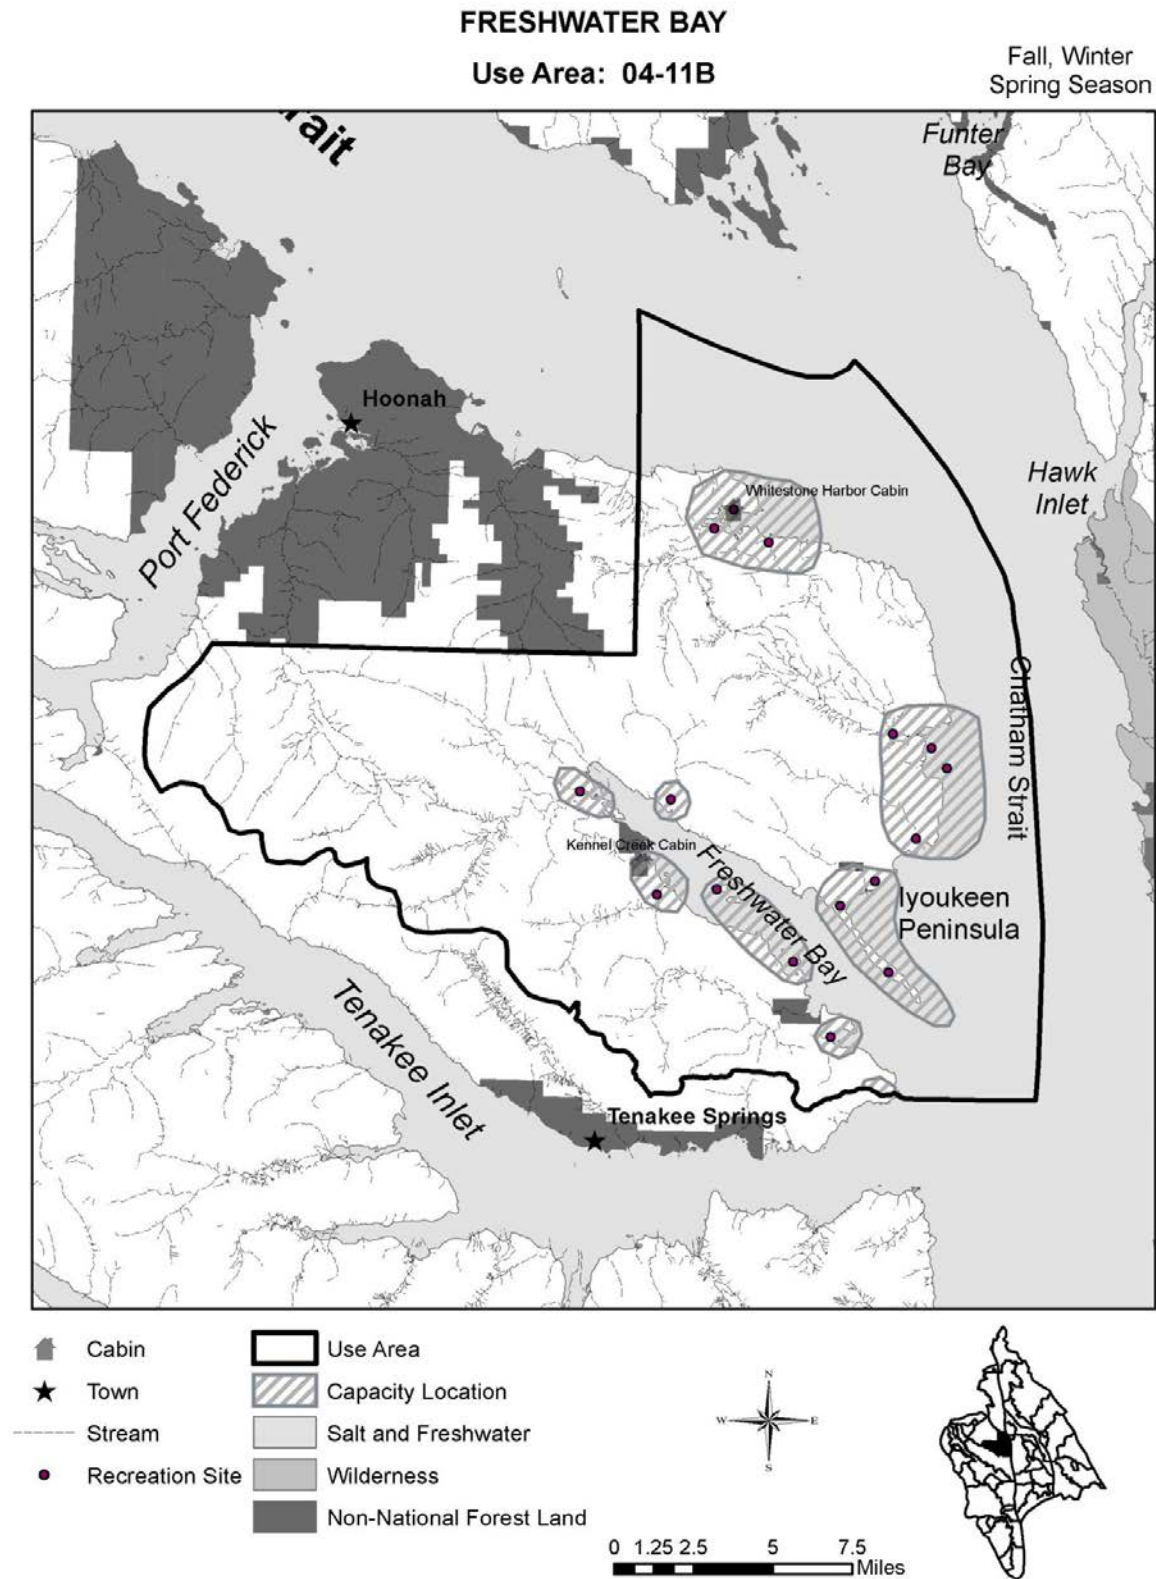 FRESHWATER BAY
Use Area: 04-11B
Fall, Winter
Spring Season
rait
Funter
Bay
Hoonah
Port Federick
Hawk
Inlet
Whitestone Harbor Cabin
Chatham Strait
Kennel Creek Cabin
Freshwater Bay
Iyoukeen
Peninsula
Tenakee Inlet
Tenakee Springs
Cabin
Town
Stream
Recreation Site
Use Area
Capacity Location
Salt and Freshwater
Wilderness
Non-National Forest Land
N
W
E
S
0 1.25 2.5 5 7.5
Miles